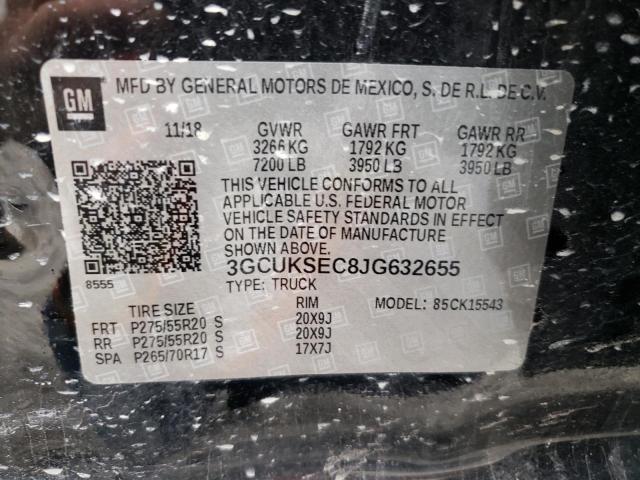 GM MFD BY GENERAL MOTORS DE MEXICO, S. DE R.L. DE C.V.
11/18 GVWR GAWR FRT GAWR RR
3266 KG 1792 KG 1792 KG
7200 LB 3950 LB 3950 LB
THIS VEHICLE CONFORMS TO ALL
APPLICABLE U.S. FEDERAL MOTOR
VEHICLE SAFETY STANDARDS IN EFFECT
ON THE DATE OF MANUFACTURE
SHOWN ABOVE.
8555 3GCUKSEC8JG632655
TYPE: TRUCK MODEL: 85CK15543
TIRE SIZE RIM
FRT P275/55R20 S 20X9J
RR P275/55R20 S 20X9J
SPA P265/70R17 S 17X7J